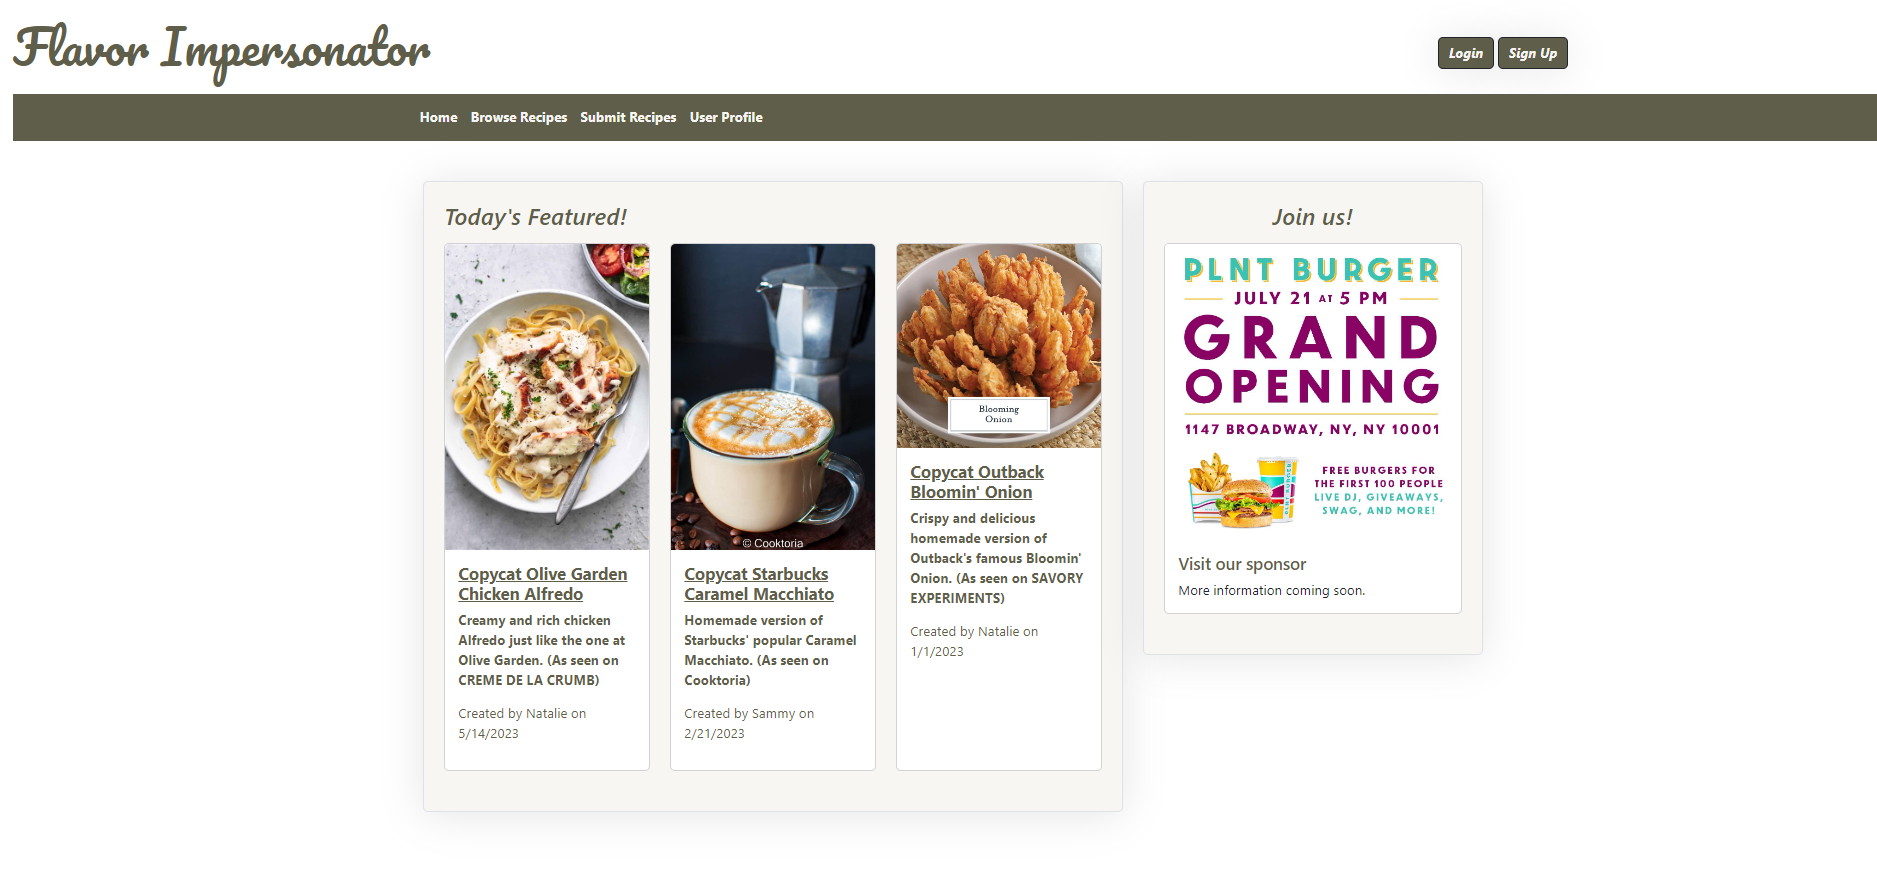 Flavor Impersonator
Login
Sign Up
Home
Browse Recipes
Submit Recipes
User Profile
Today's Featured!
© Cooktoria
Blooming
Onion
Copycat Olive Garden
Chicken Alfredo
Creamy and rich chicken
Alfredo just like the one at
Olive Garden. (As seen on
CREME DE LA CRUMB)
Created by Natalie on
5/14/2023
Copycat Starbucks
Caramel Macchiato
Homemade version of
Starbucks' popular Caramel
Macchiato. (As seen on
Cooktoria)
Created by Sammy on
2/21/2023
Copycat Outback
Bloomin' Onion
Crispy and delicious
homemade version of
Outback's famous Bloomin'
Onion. (As seen on SAVORY
EXPERIMENTS)
Created by Natalie on
1/1/2023
Join us!
PLNT BURGER
JULY 21 AT 5 PM
GRAND
OPENING
1147 BROADWAY, NY, NY 10001
FREE BURGERS FOR
THE FIRST 100 PEOPLE
LIVE DJ, GIVEAWAYS,
SWAG, AND MORE!
PLNT BURGER
Visit our sponsor
More information coming soon.